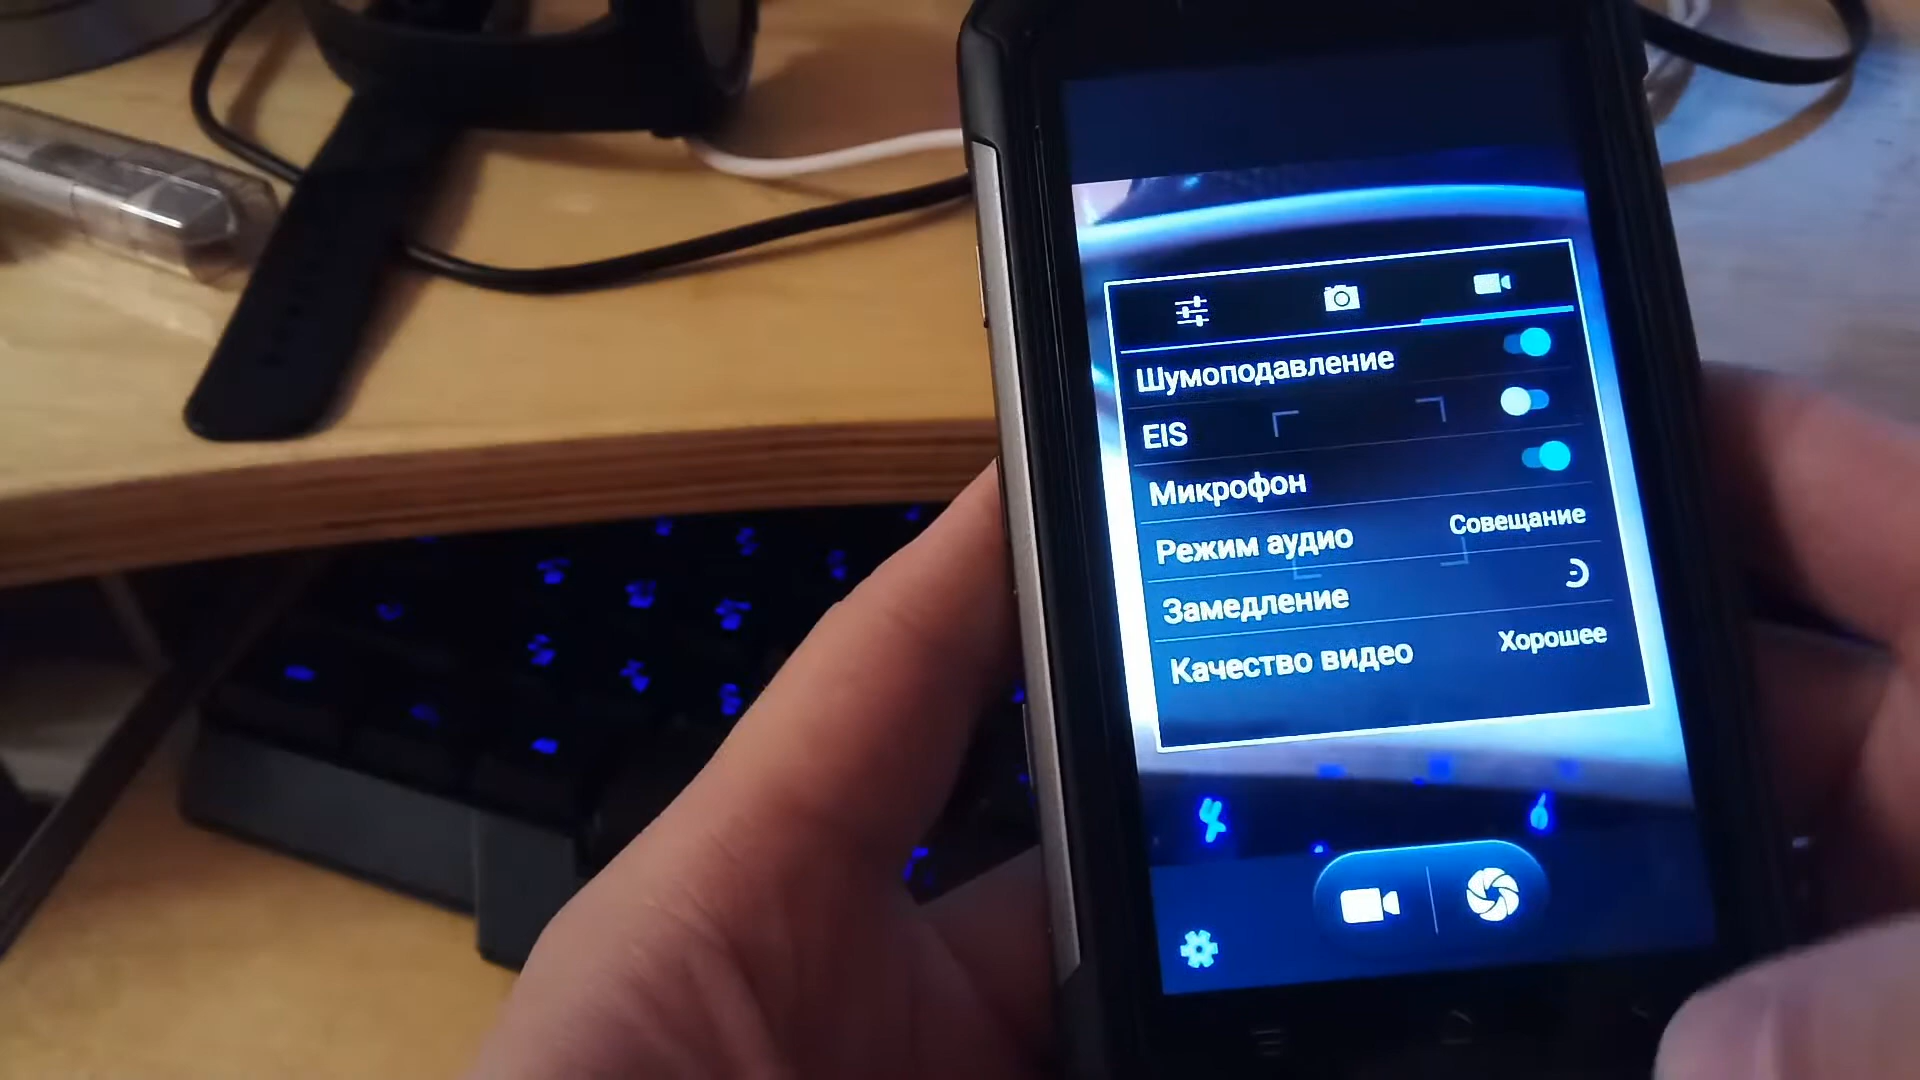 Шумоподавление
EIS
Микрофон
Режим аудио Совещание
Замедление
Качество видео Хорошее